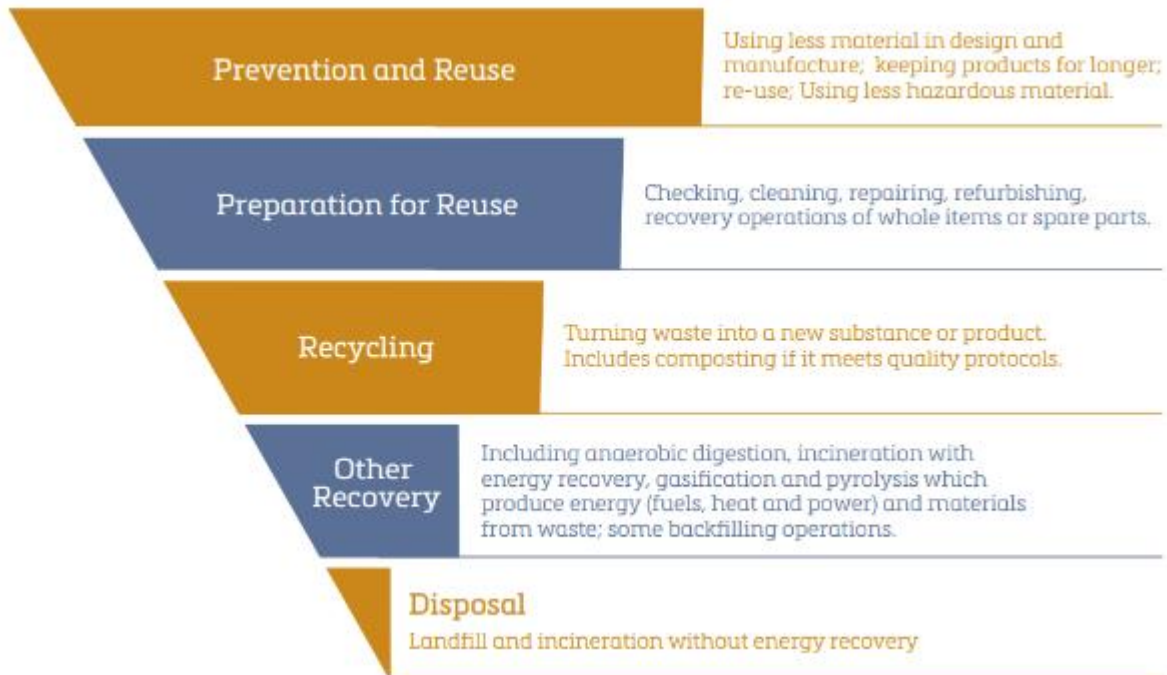 Prevention and Reuse
Using less material in design and
manufacture; keeping products for longer;
re-use; Using less hazardous material.
Preparation for Reuse
Checking, cleaning, repairing, refurbishing,
recovery operations of whole items or spare parts.
Recycling
Turning waste into a new substance or product.
Includes composting if it meets quality protocols.
Other
Recovery
Including anaerobic digestion, incineration with
energy recovery, gasification and pyrolysis which
produce energy (fuels, heat and power) and materials
from waste; some backfilling operations.
Disposal
Landfill and incineration without energy recovery